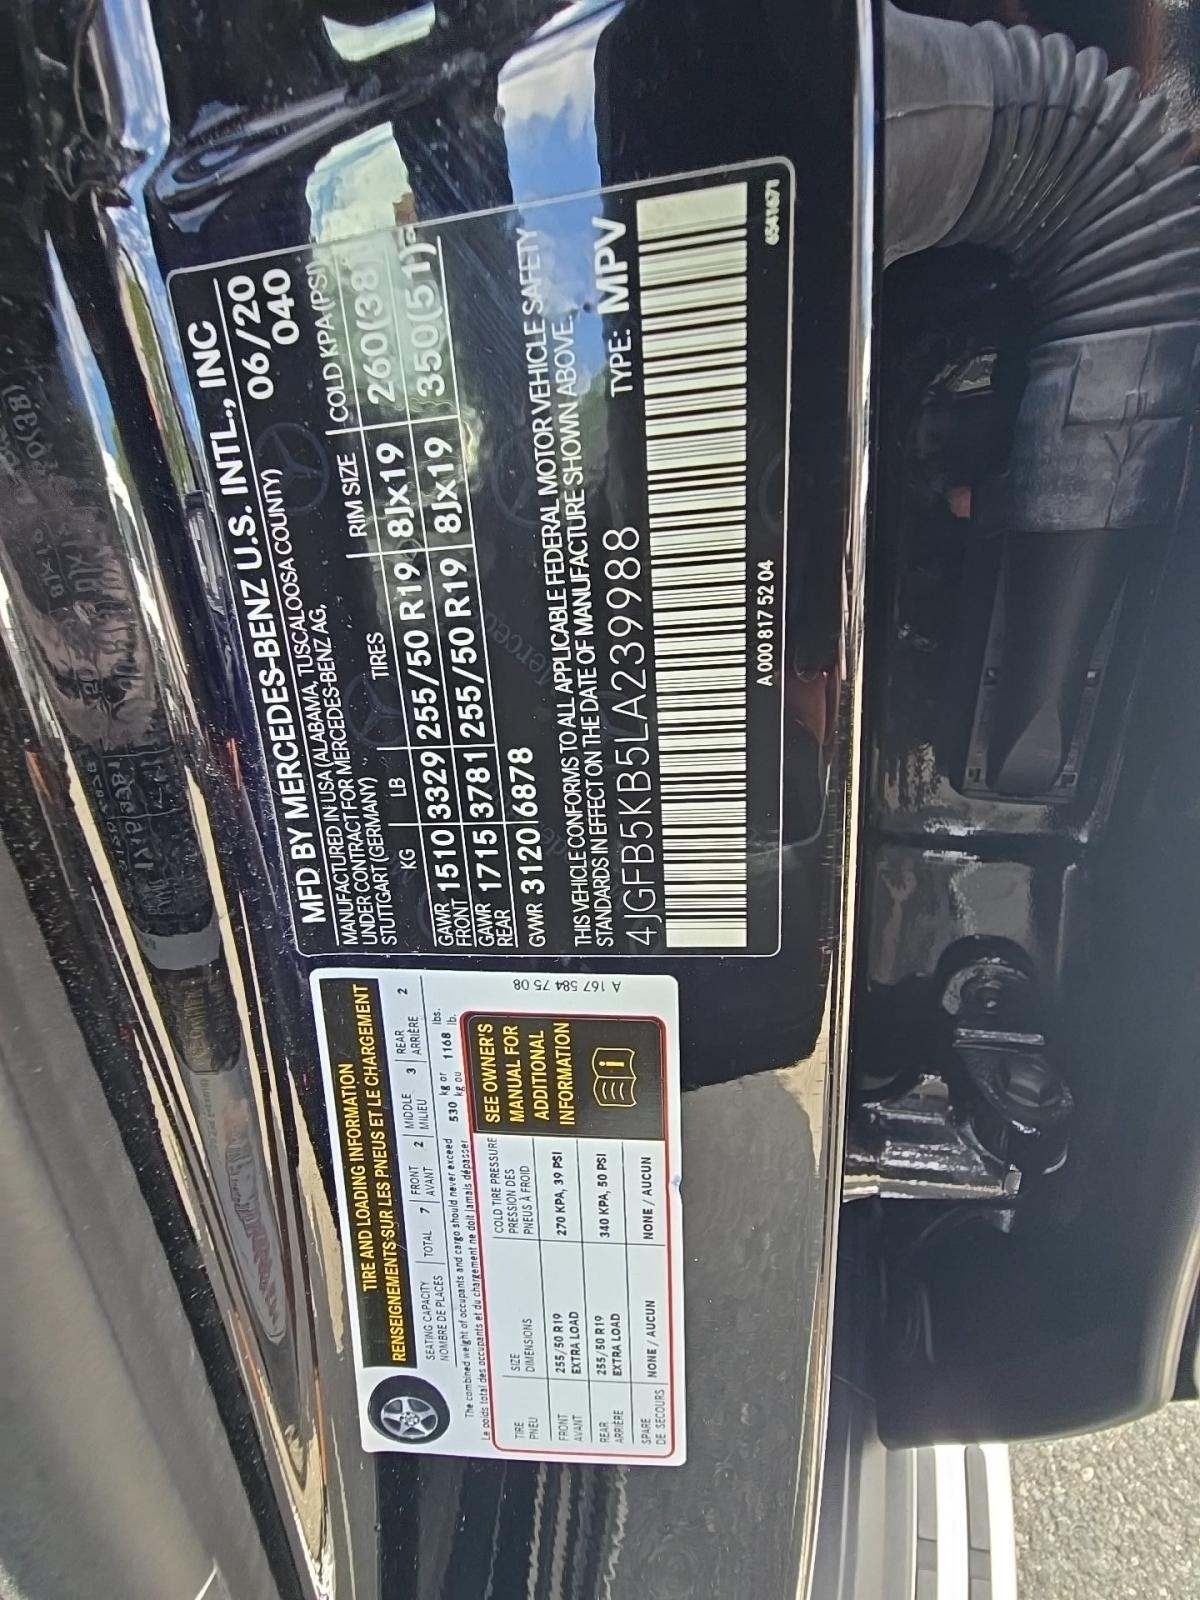 MFD BY MERCEDES-BENZ U.S. INTL., INC
MANUFACTURED IN USA (ALABAMA, TUSCALOOSA COUNTY) 06/20
UNDER CONTRACT FOR MERCEDES-BENZ AG, 040
STUTTGART (GERMANY)
KG LB TIRES RIM SIZE COLD KPA(PSI)
GAWR FRONT 1510 3329 255/50 R19 8Jx19 260(38)
GAWR REAR 1715 3781 255/50 R19 8Jx19 350(51)
GVWR 3120 6878
THIS VEHICLE CONFORMS TO ALL APPLICABLE FEDERAL MOTOR VEHICLE SAFETY
STANDARDS IN EFFECT ON THE DATE OF MANUFACTURE SHOWN ABOVE.
4JGFB5KB5LA239988 TYPE: MPV
A 000 817 52 04
6541671
TIRE AND LOADING INFORMATION
RENSEIGNEMENTS SUR LES PNEUS ET LE CHARGEMENT
SEATING CAPACITY TOTAL 7 FRONT 2 MIDDLE 3 REAR 2
NOMBRE DE PLACES AVANT MILIEU ARRIÈRE
The combined weight of occupants and cargo should never exceed 530 kg or 1168 lbs.
Le poids total des occupants et du chargement ne doit jamais dépasser kg ou lb.
TIRE SIZE COLD TIRE PRESSURE
PNEU DIMENSIONS PRESSION DES
PNEUS À FROID
FRONT 255/50 R19 270 KPA, 39 PSI
AVANT EXTRA LOAD
REAR 255/50 R19 340 KPA, 50 PSI
ARRIÈRE EXTRA LOAD
SPARE NONE / AUCUN NONE / AUCUN
DE SECOURS
SEE OWNER'S
MANUAL FOR
ADDITIONAL
INFORMATION
A 167 584 75 08